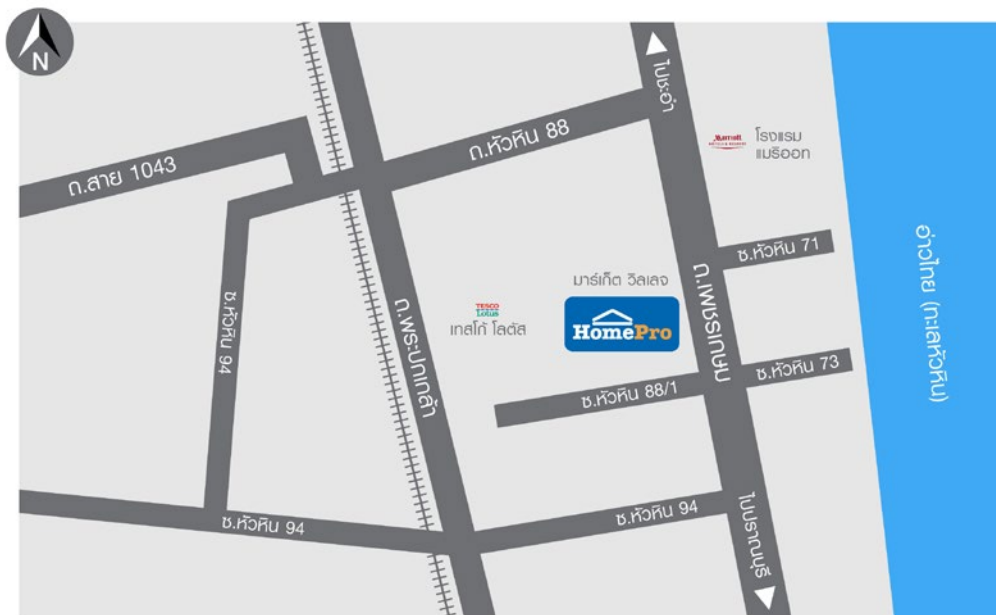 N
ไปชะอำ
ถ.หัวหิน 88
Marriott
HOTELS & RESORTS
โรงแรม
แมริออท
ถ.สาย 1043
ซ.หัวหิน 71
อ่าวไทย (ทะเลหัวหิน)
ถ.เพชรเกษม
มาร์เก็ต วิลเลจ
HomePro
TESCO
Lotus
เทสโก้ โลตัส
ซ.หัวหิน 94
ถ.พระปกเกล้า
ซ.หัวหิน 73
ซ.หัวหิน 88/1
ซ.หัวหิน 94
ซ.หัวหิน 94
ไปปราณบุรี